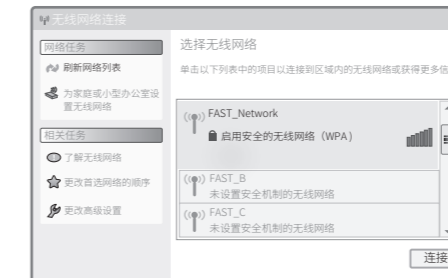 无线网络连接
网络任务
刷新网络列表
为家庭或小型办公室设
置无线网络
相关任务
了解无线网络
更改首选网络的顺序
更改高级设置
选择无线网络
单击以下列表中的项目以连接到区域内的无线网络或获得更多信
FAST_Network
启用安全的无线网络（WPA）
FAST_B
未设置安全机制的无线网络
FAST_C
未设置安全机制的无线网络
连接